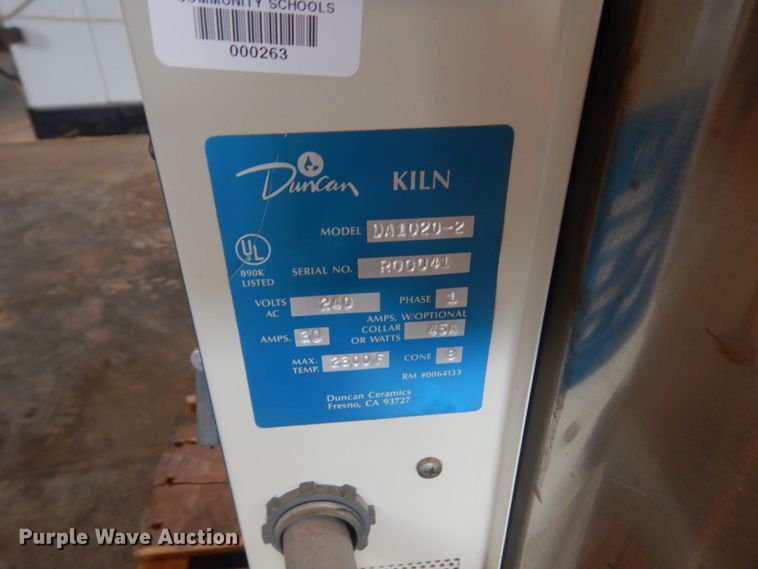 COMMUNITY SCHOOLS
000263
Duncan KILN
MODEL DA1020-2
UL
890K
LISTED
SERIAL NO. R00041
VOLTS
AC 240 PHASE 1
AMPS. 30 AMPS. W/OPTIONAL
COLLAR
OR WATTS 45A
MAX.
TEMP. 2300 F CONE 8
RM #0064133
Duncan Ceramics
Fresno, CA 93727
Purple Wave Auction